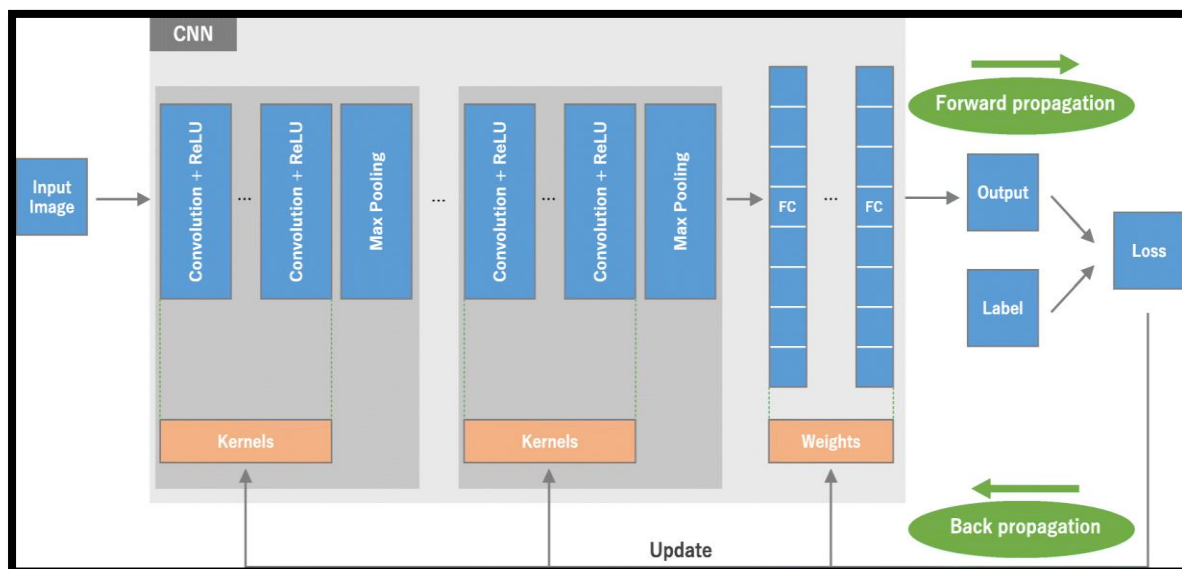 CNN
Forward propagation
Input
Image
Convolution + ReLU
...
Convolution + ReLU
Max Pooling
...
Convolution + ReLU
...
Convolution + ReLU
Max Pooling
FC
...
FC
Output
Label
Loss
Kernels
Kernels
Weights
Back propagation
Update